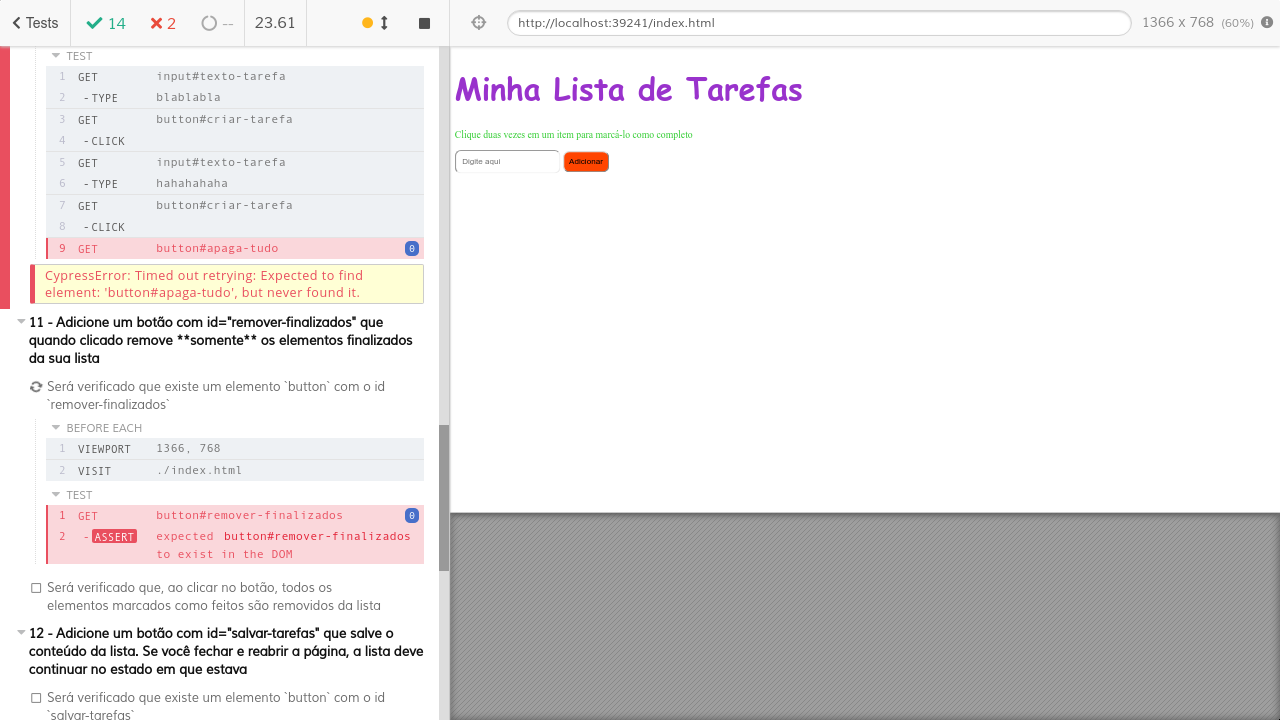 Tests 14 2 -- 23.61
http://localhost:39241/index.html 1366 x 768 (60%)
TEST
1 GET input#texto-tarefa
2 -TYPE blablabla
3 GET button#criar-tarefa
4 -CLICK
5 GET input#texto-tarefa
6 -TYPE hahahahaha
7 GET button#criar-tarefa
8 -CLICK
9 GET button#apaga-tudo 0
CypressError: Timed out retrying: Expected to find
element: 'button#apaga-tudo', but never found it.
11 - Adicione um botão com id="remover-finalizados" que
quando clicado remove **somente** os elementos finalizados
da sua lista
Será verificado que existe um elemento `button` com o id
`remover-finalizados`
BEFORE EACH
1 VIEWPORT 1366, 768
2 VISIT ./index.html
TEST
1 GET button#remover-finalizados 0
2 -ASSERT expected button#remover-finalizados
to exist in the DOM
Será verificado que, ao clicar no botão, todos os
elementos marcados como feitos são removidos da lista
12 - Adicione um botão com id="salvar-tarefas" que salve o
conteúdo da lista. Se você fechar e reabrir a página, a lista deve
continuar no estado em que estava
Será verificado que existe um elemento `button` com o id
`salvar-tarefas`
Minha Lista de Tarefas
Clique duas vezes em um item para marcá-lo como completo
Digite aqui Adicionar